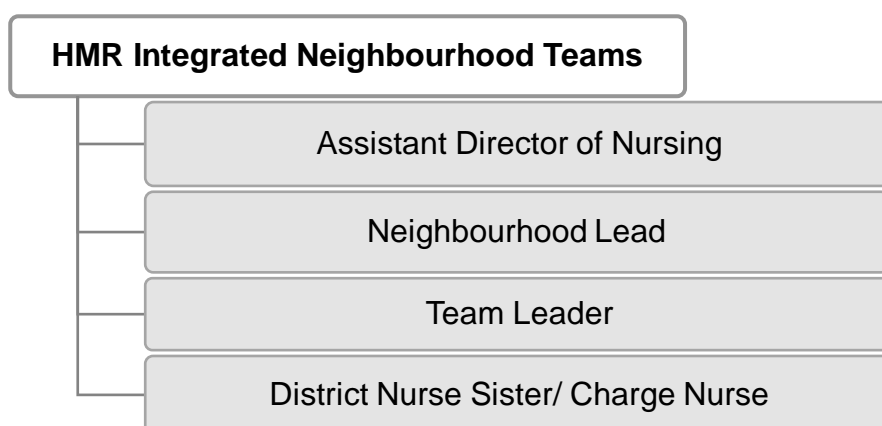 HMR Integrated Neighbourhood Teams
Assistant Director of Nursing
Neighbourhood Lead
Team Leader
District Nurse Sister/ Charge Nurse